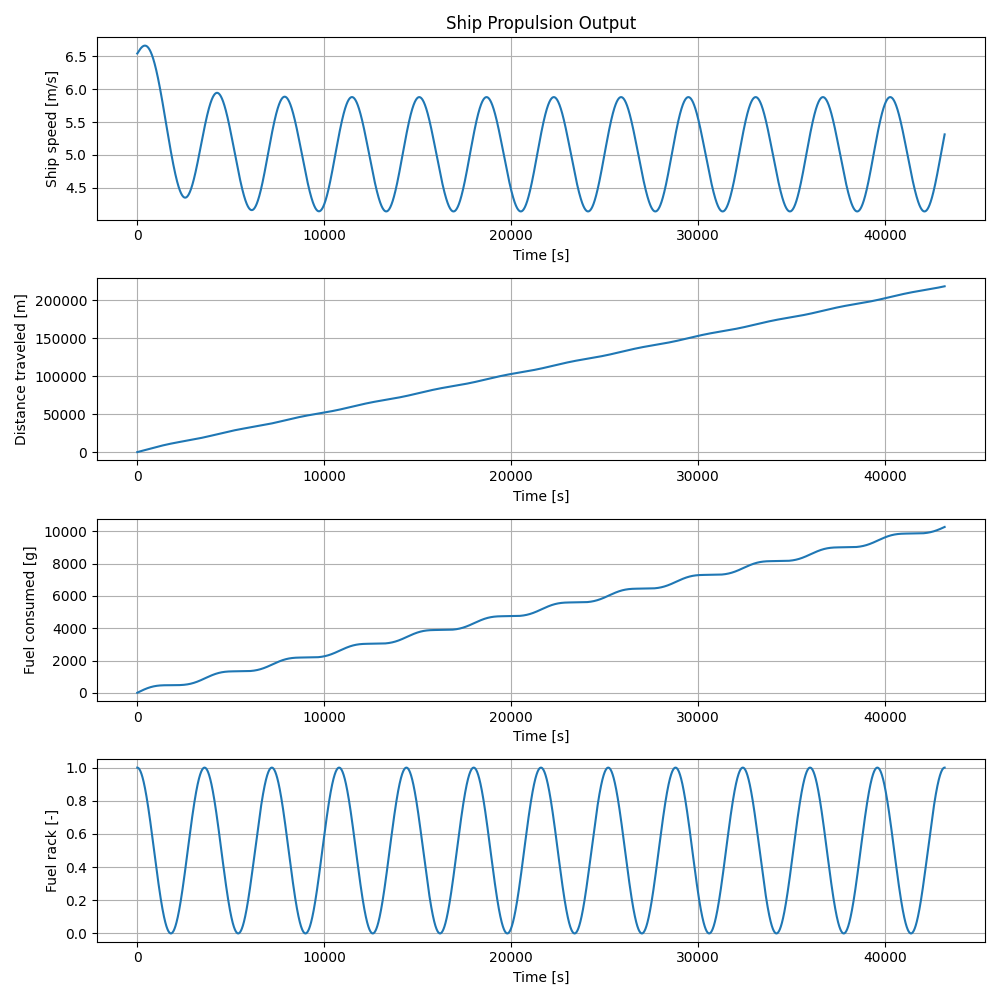 Ship Propulsion Output
Ship speed [m/s]
6.5
6.0
5.5
5.0
4.5
0 10000 20000 30000 40000
Time [s]
Distance traveled [m]
200000
150000
100000
50000
0
0 10000 20000 30000 40000
Time [s]
Fuel consumed [g]
10000
8000
6000
4000
2000
0
0 10000 20000 30000 40000
Time [s]
Fuel rack [-]
1.0
0.8
0.6
0.4
0.2
0.0
0 10000 20000 30000 40000
Time [s]